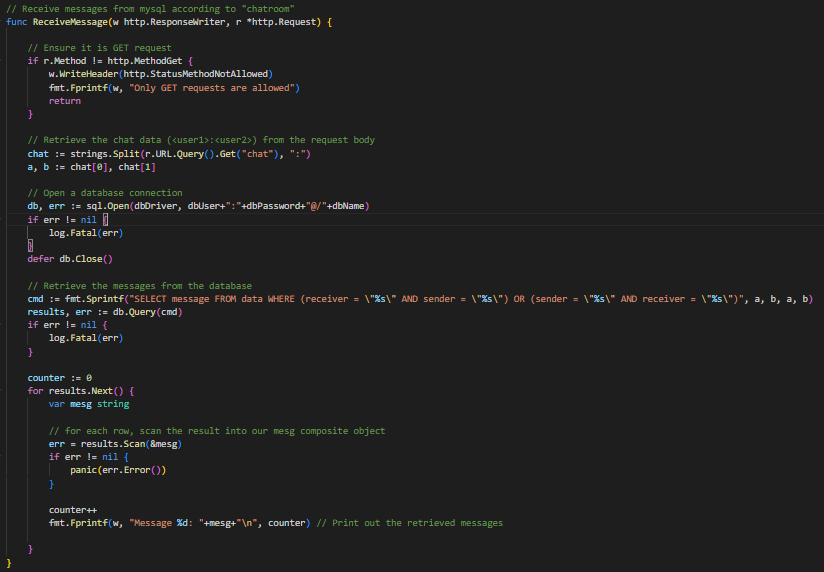 // Receive messages from mysql according to "chatroom"
func ReceiveMessage(w http.ResponseWriter, r *http.Request) {
// Ensure it is GET request
if r.Method != http.MethodGet {
w.WriteHeader(http.StatusMethodNotAllowed)
fmt.Fprintf(w, "Only GET requests are allowed")
return
}
// Retrieve the chat data (<user1>:<user2>) from the request body
chat := strings.Split(r.URL.Query().Get("chat"), ":")
a, b := chat[0], chat[1]
// Open a database connection
db, err := sql.Open(dbDriver, dbUser+":"+dbPassword+"@/"+dbName)
if err != nil {
log.Fatal(err)
}
defer db.Close()
// Retrieve the messages from the database
cmd := fmt.Sprintf("SELECT message FROM data WHERE (receiver = \"%s\" AND sender = \"%s\") OR (sender = \"%s\" AND receiver = \"%s\")", a, b, a, b)
results, err := db.Query(cmd)
if err != nil {
log.Fatal(err)
}
counter := 0
for results.Next() {
var mesg string
// for each row, scan the result into our mesg composite object
err = results.Scan(&mesg)
if err != nil {
panic(err.Error())
}
counter++
fmt.Fprintf(w, "Message %d: "+mesg+"\n", counter) // Print out the retrieved messages
}
}